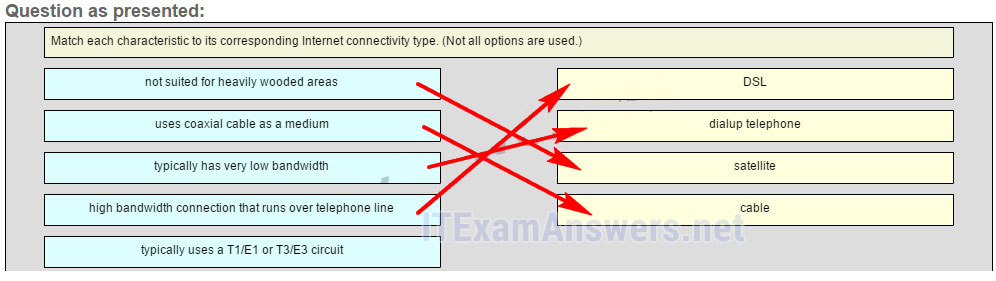 Question as presented:
Match each characteristic to its corresponding Internet connectivity type. (Not all options are used.)
not suited for heavily wooded areas
DSL
uses coaxial cable as a medium
dialup telephone
typically has very low bandwidth
satellite
high bandwidth connection that runs over telephone line
cable
ITExamAnswers.net
typically uses a T1/E1 or T3/E3 circuit